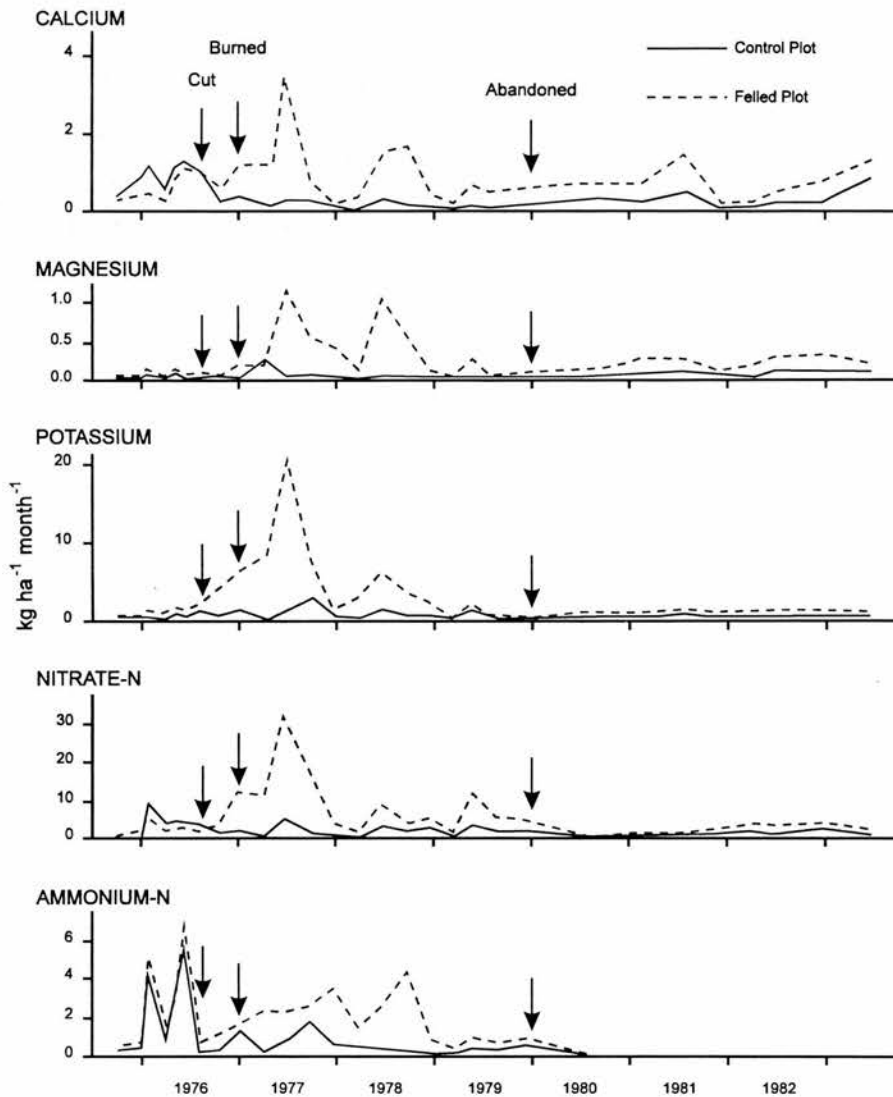 CALCIUM
Burned
Control Plot
4
Cut
Abandoned
Felled Plot
2
0
MAGNESIUM
1.0
0.5
0.0
POTASSIUM
20
10
0
kg ha⁻¹ month⁻¹
NITRATE-N
30
20
10
0
AMMONIUM-N
6
4
2
0
1976 1977 1978 1979 1980 1981 1982